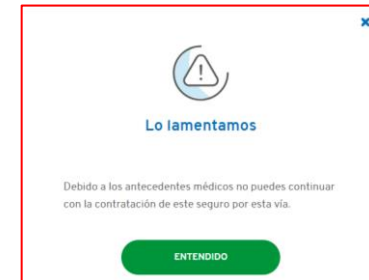 Lo lamentamos
Debido a los antecedentes médicos no puedes continuar
con la contratación de este seguro por esta vía.
ENTENDIDO